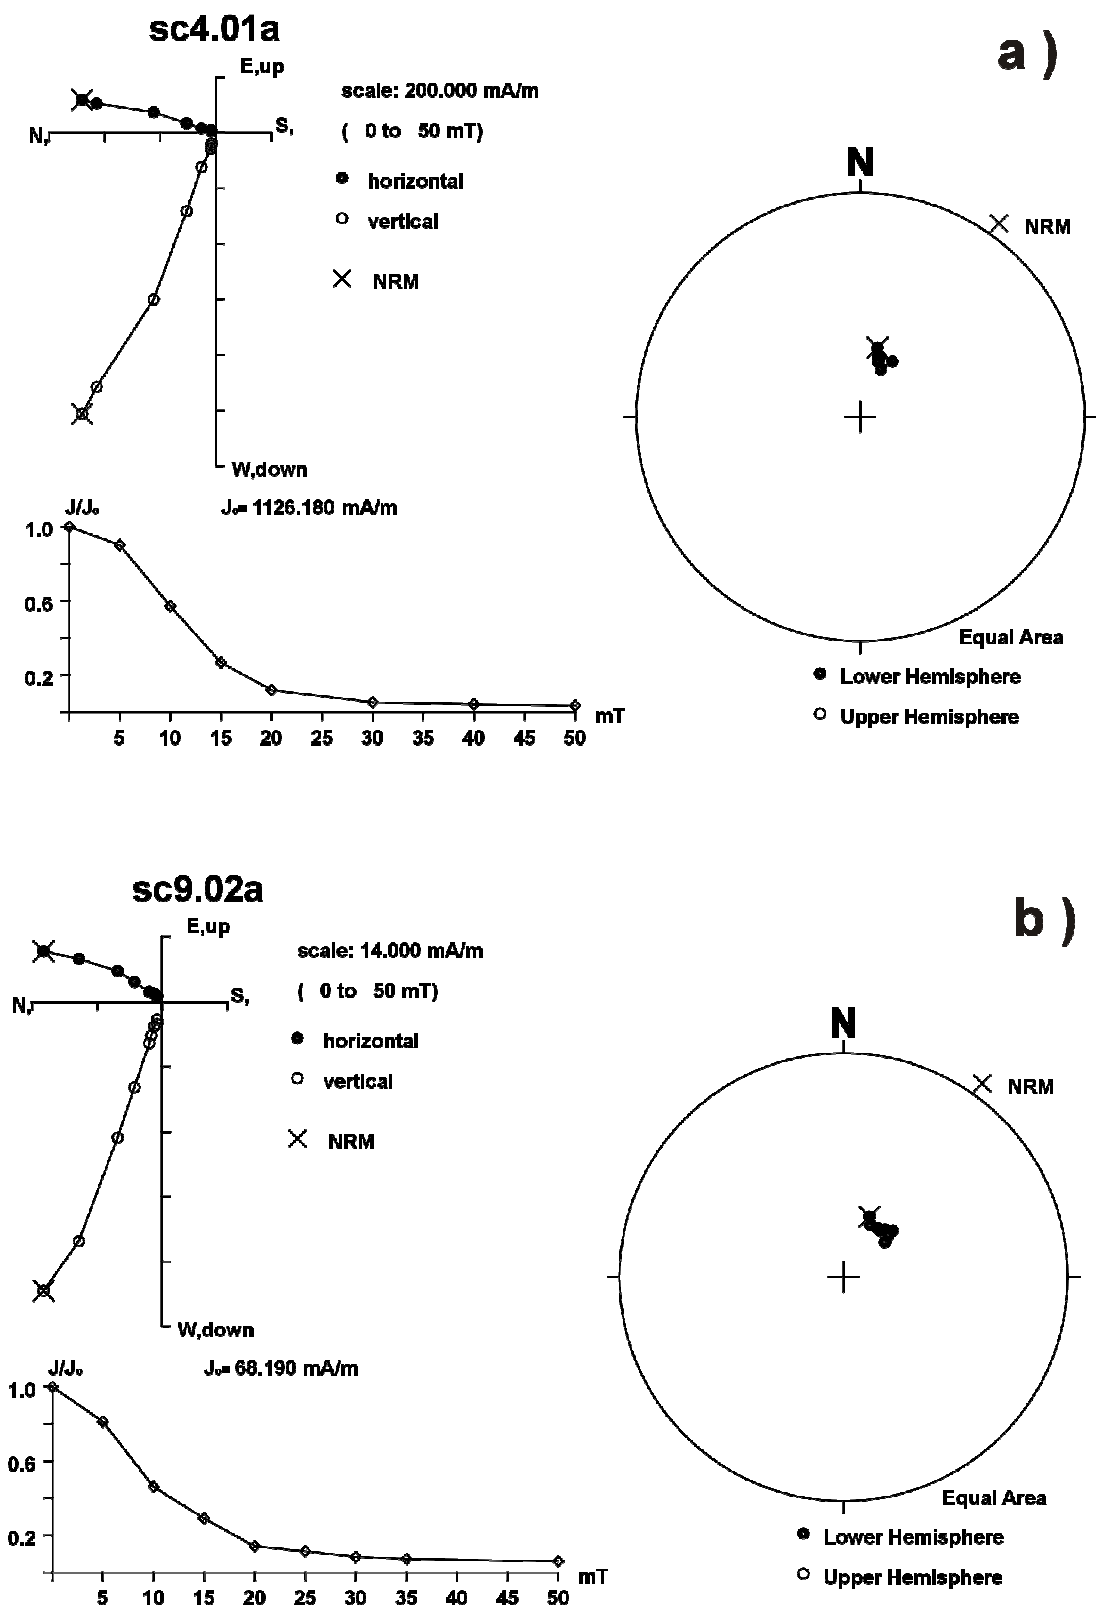 sc4.01a
a )
E,up
scale: 200.000 mA/m
N,
S,
( 0 to 50 mT)
horizontal
vertical
NRM
W,down
N
NRM
J/J₀
J₀= 1126.180 mA/m
1.0
0.6
0.2
mT
5 10 15 20 25 30 35 40 45 50
Equal Area
Lower Hemisphere
Upper Hemisphere
sc9.02a
b )
E,up
scale: 14.000 mA/m
N,
S,
( 0 to 50 mT)
horizontal
vertical
NRM
W,down
N
NRM
J/J₀
J₀= 68.190 mA/m
1.0
0.6
0.2
mT
5 10 15 20 25 30 35 40 45 50
Equal Area
Lower Hemisphere
Upper Hemisphere